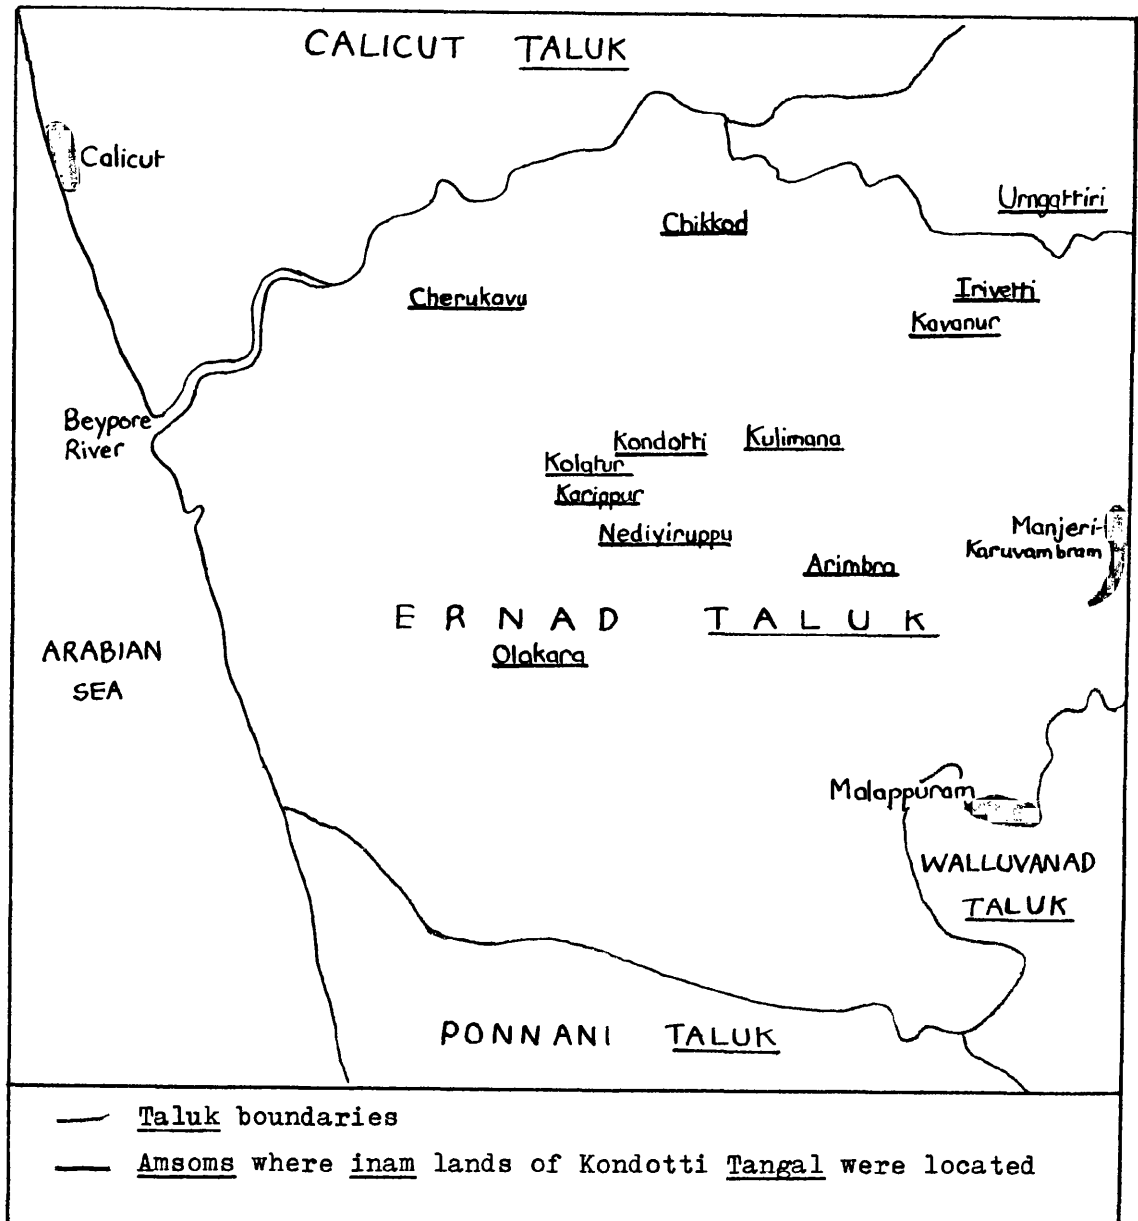 CALICUT TALUK
Calicut
Urngattiri
Chikkod
Irivetti
Cherukavu
Kavanur
Beypore
River
Kondotti
Kulimana
Kolatur
Karippur
Nediyiruppu
Manjeri-
Karuvambram
Arimbra
ERNAD TALUK
Olakara
ARABIAN
SEA
Malappuram
WALLUVANAD
TALUK
PONNANI TALUK
Taluk boundaries
Amsoms where inam lands of Kondotti Tangal were located